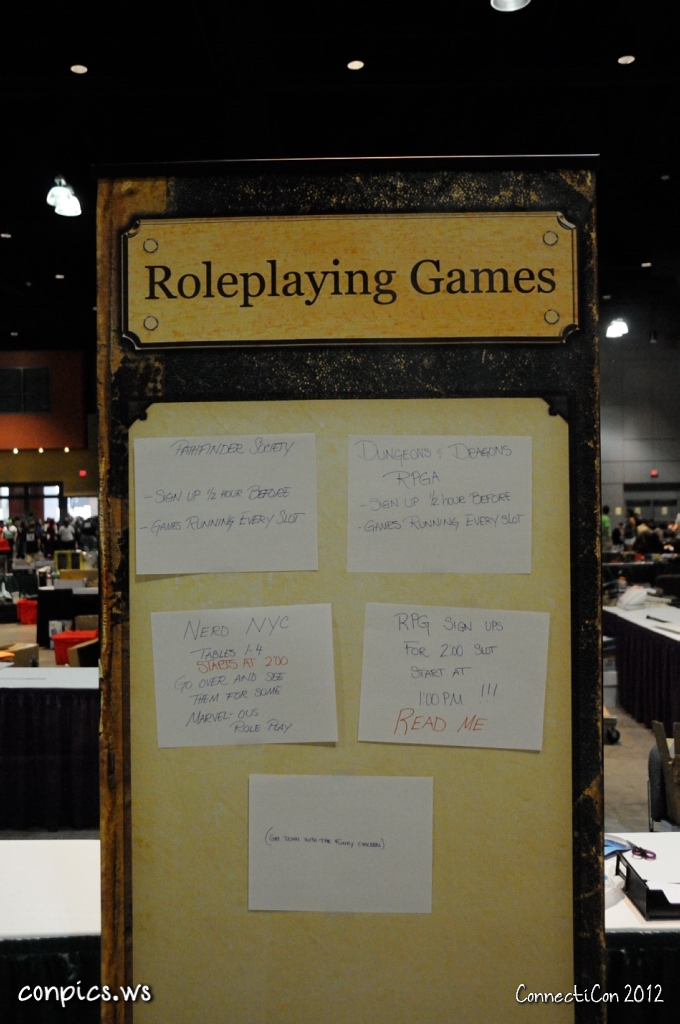 Roleplaying Games
PATHFINDER SOCIETY
- SIGN UP 1/2 HOUR BEFORE
- GAMES RUNNING EVERY SLOT
DUNGEONS & DRAGONS
RPGA
- SIGN UP 1/2 HOUR BEFORE
- GAMES RUNNING EVERY SLOT
NERD NYC
TABLES 1-4
STARTS AT 2:00
GO OVER AND SEE
THEM FOR SOME
MARVEL-OUS
ROLE PLAY
RPG SIGN UPS
FOR 2:00 SLOT
START AT
1:00 PM !!!
READ ME
INTO THE CHICKEN)
conpics.ws
ConnectiCon 2012